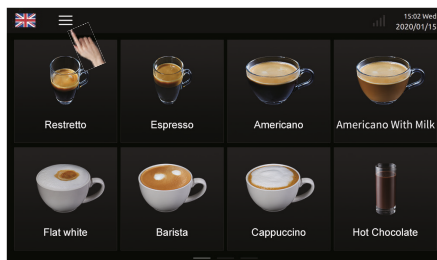 15:02 Wed
2020/01/15
Restretto
Espresso
Americano
Americano With Milk
Flat white
Barista
Cappuccino
Hot Chocolate